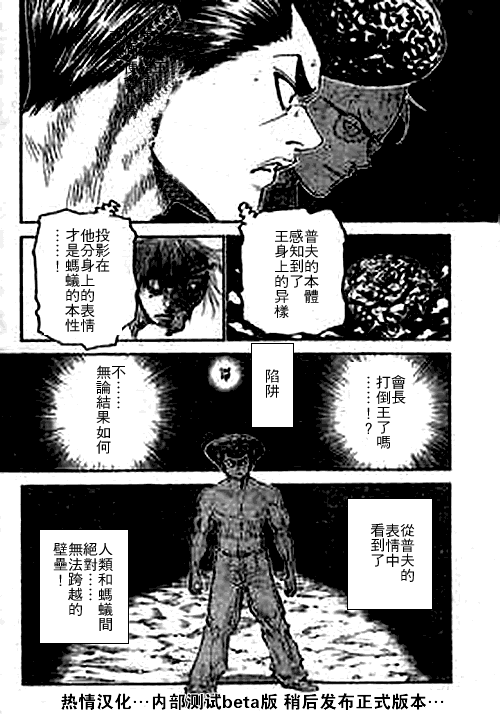 普夫的本體
感知到了
王身上的异樣
投影在
他分身上的表情
才是螞蟻的本性
……！
會長
打倒王了嗎
……！？
陷阱
不……
無論結果如何
從普夫的
表情中
看到了
人類和螞蟻間
絕對……
無法跨越的
壁壘！
热情汉化…内部测试beta版 稍后发布正式版本…